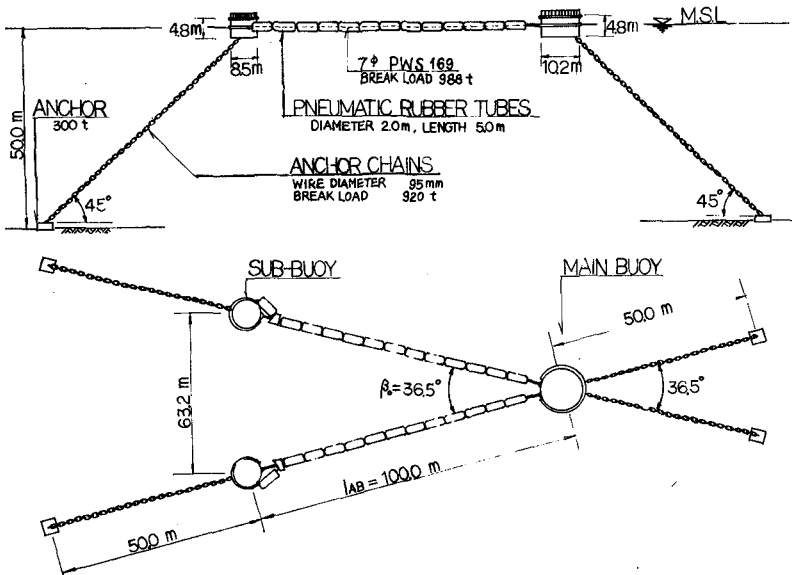 4.8m
8.5m
7φ PWS 169
BREAK LOAD 988 t
10.2m
4.8m
M.S.L
50.0 m
ANCHOR
300 t
PNEUMATIC RUBBER TUBES
DIAMETER 2.0m, LENGTH 5.0m
ANCHOR CHAINS
WIRE DIAMETER 95mm
BREAK LOAD 920 t
45°
45°
SUB-BUOY
MAIN BUOY
50.0 m
63.2 m
β₀=36.5°
36.5°
lAB = 100.0 m
50.0 m